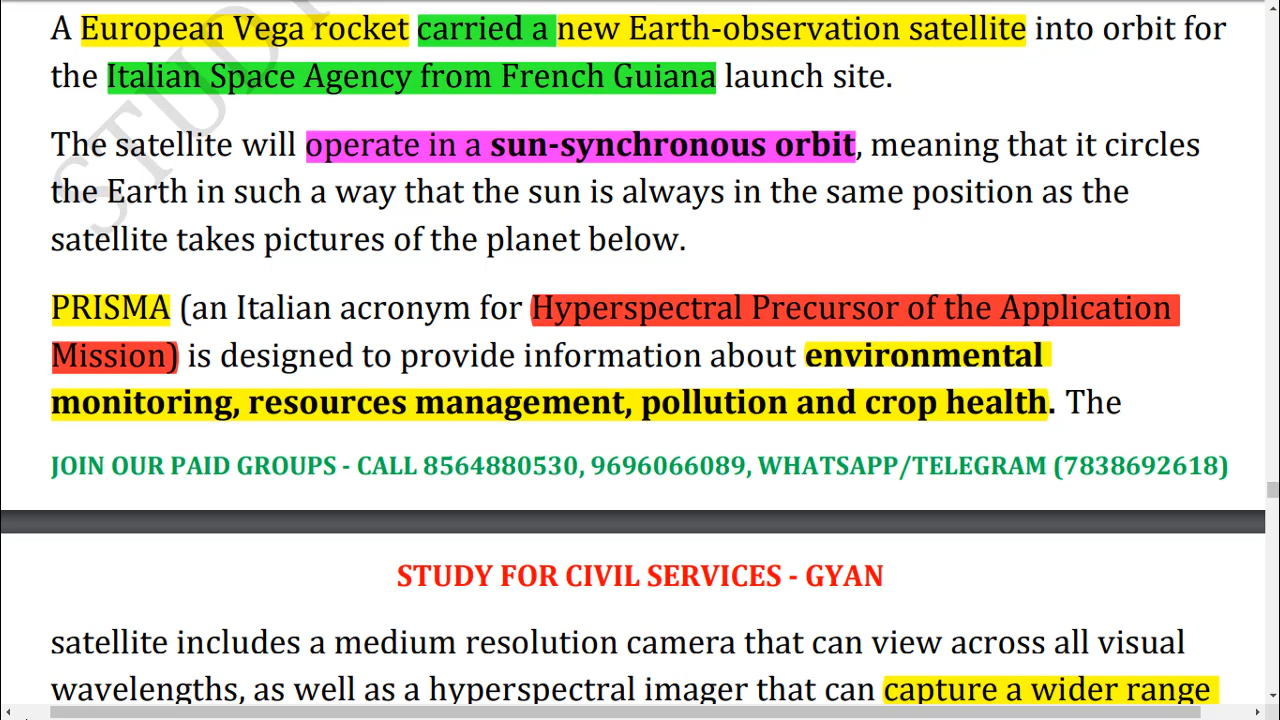 A European Vega rocket carried a new Earth-observation satellite into orbit for
the Italian Space Agency from French Guiana launch site.
The satellite will operate in a sun-synchronous orbit, meaning that it circles
the Earth in such a way that the sun is always in the same position as the
satellite takes pictures of the planet below.
PRISMA (an Italian acronym for Hyperspectral Precursor of the Application
Mission) is designed to provide information about environmental
monitoring, resources management, pollution and crop health. The
JOIN OUR PAID GROUPS - CALL 8564880530, 9696066089, WHATSAPP/TELEGRAM (7838692618)
STUDY FOR CIVIL SERVICES - GYAN
satellite includes a medium resolution camera that can view across all visual
wavelengths, as well as a hyperspectral imager that can capture a wider range